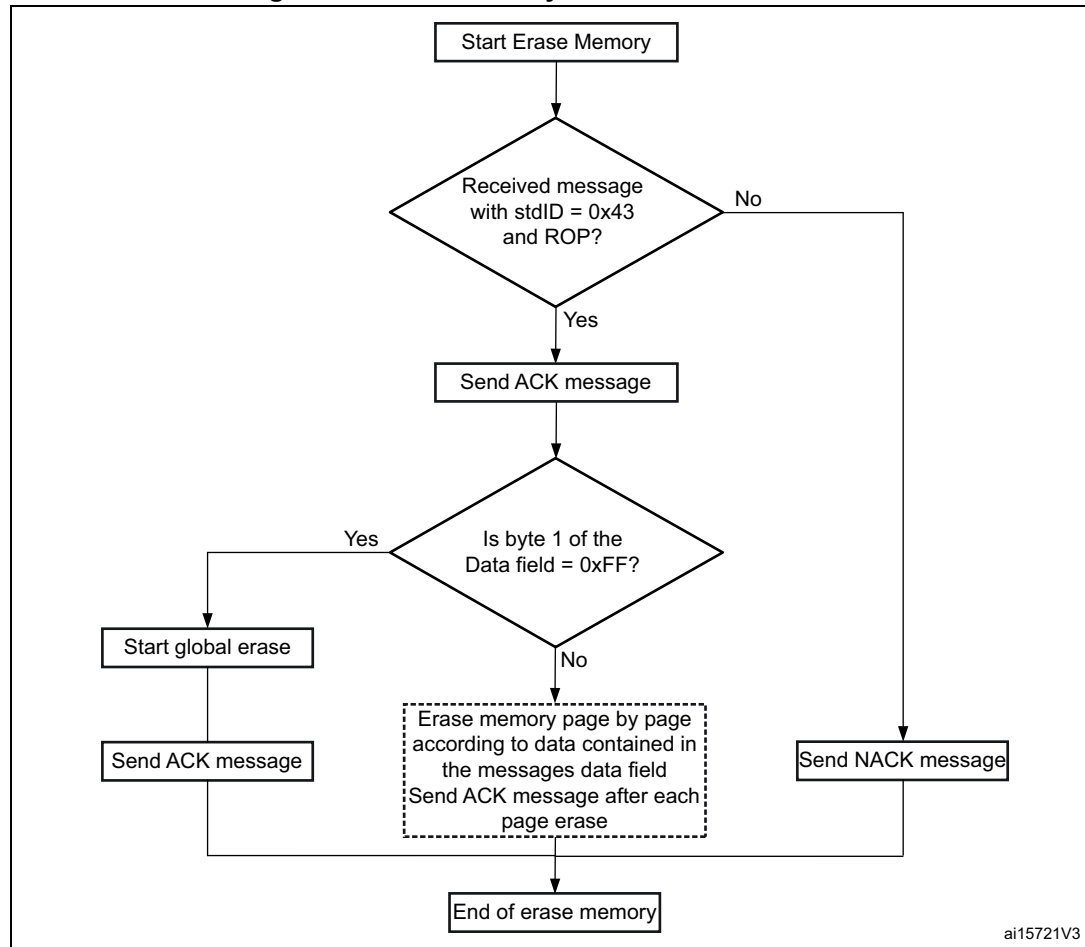 Start Erase Memory
Received message
with stdID = 0x43
and ROP?
No
Yes
Send ACK message
Yes
Is byte 1 of the
Data field = 0xFF?
Start global erase
No
Erase memory page by page
according to data contained in
the messages data field
Send ACK message after each
page erase
Send ACK message
Send NACK message
End of erase memory
ai15721V3